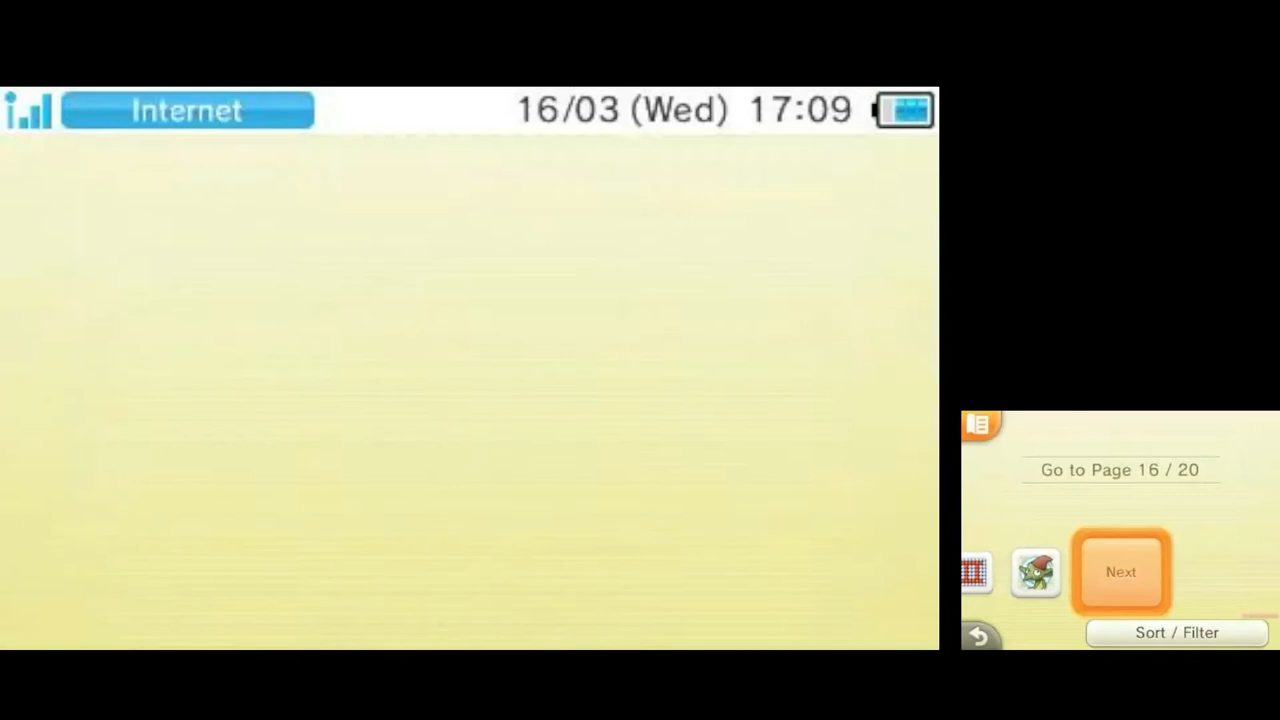 Internet
16/03 (Wed) 17:09
Go to Page 16 / 20
Next
Sort / Filter